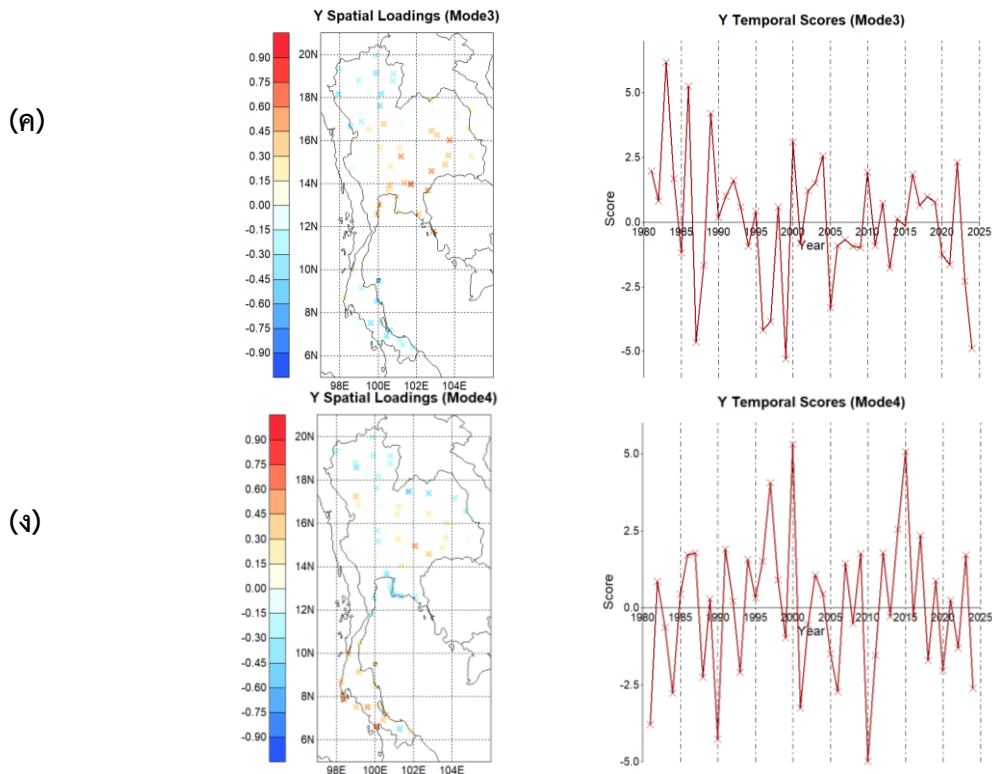 Y Spatial Loadings (Mode3)
Y Temporal Scores (Mode3)
(ค)
0.90
0.75
0.60
0.45
0.30
0.15
0.00
-0.15
-0.30
-0.45
-0.60
-0.75
-0.90
20N
18N
16N
14N
12N
10N
8N
6N
98E 100E 102E 104E
Score
5.0
2.5
0.0
-2.5
-5.0
1980 1985 1990 1995 2000 2005 2010 2015 2020 2025
Year
Y Spatial Loadings (Mode4)
Y Temporal Scores (Mode4)
(ง)
0.90
0.75
0.60
0.45
0.30
0.15
0.00
-0.15
-0.30
-0.45
-0.60
-0.75
-0.90
20N
18N
16N
14N
12N
10N
8N
6N
98E 100E 102E 104E
Score
5.0
2.5
0.0
-2.5
-5.0
1980 1985 1990 1995 2000 2005 2010 2015 2020 2025
Year